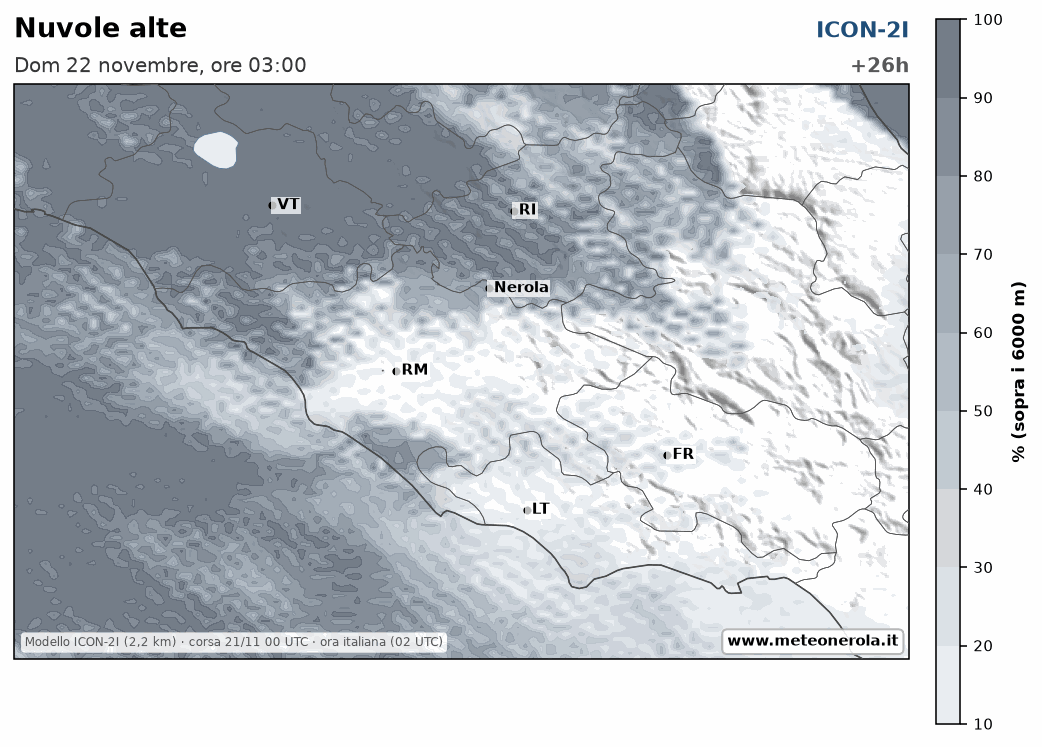 Nuvole alte
ICON-2I
Dom 22 novembre, ore 03:00
+26h
100
90
80
70
60
50
40
30
20
10
% (sopra i 6000 m)
VT
RI
Nerola
RM
FR
LT
Modello ICON-2I (2,2 km) · corsa 21/11 00 UTC · ora italiana (02 UTC)
www.meteonerola.it